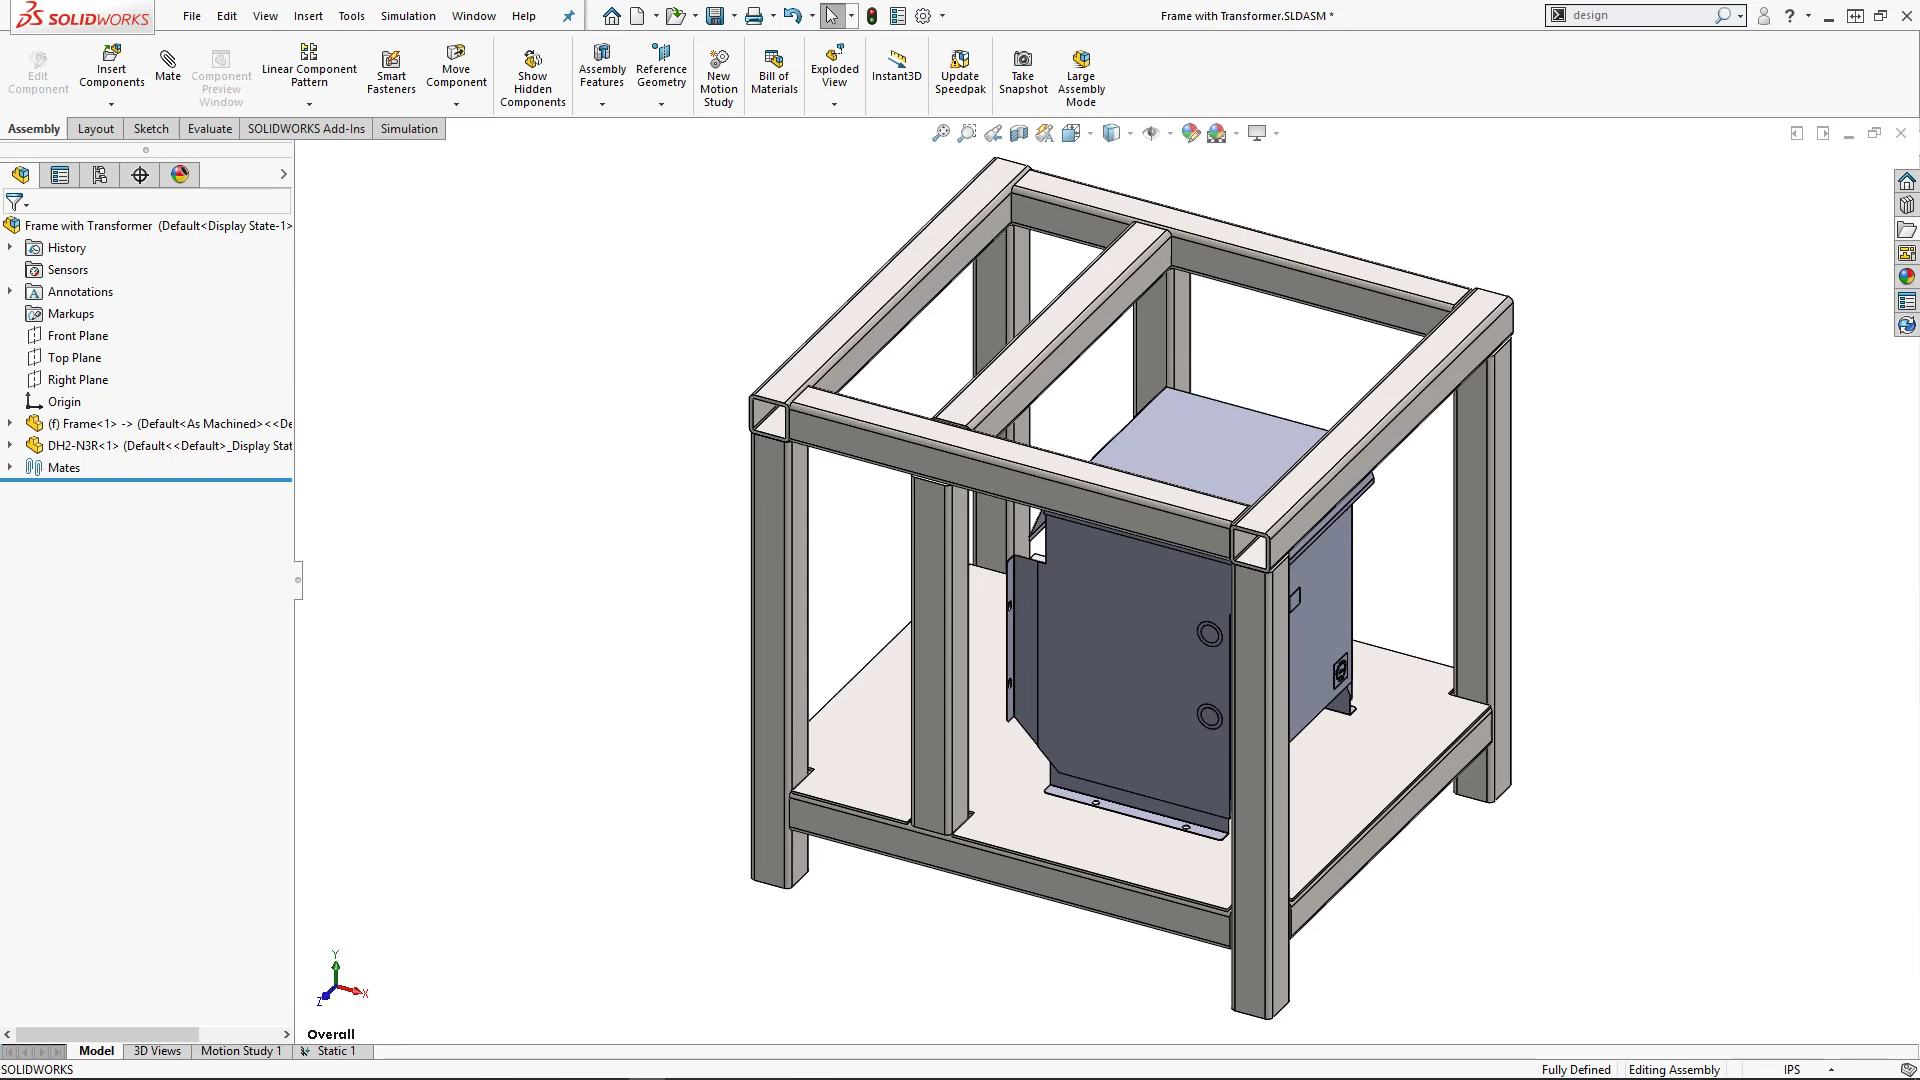 SOLIDWORKS
File Edit View Insert Tools Simulation Window Help
Frame with Transformer.SLDASM *
design
Edit Component
Insert Components
Mate
Component Preview Window
Linear Component Pattern
Smart Fasteners
Move Component
Show Hidden Components
Assembly Features
Reference Geometry
New Motion Study
Bill of Materials
Exploded View
Instant3D
Update Speedpak
Take Snapshot
Large Assembly Mode
Assembly Layout Sketch Evaluate SOLIDWORKS Add-Ins Simulation
Frame with Transformer (Default<Display State-1>
History
Sensors
Annotations
Markups
Front Plane
Top Plane
Right Plane
Origin
(f) Frame<1> -> (Default<As Machined><<De
DH2-N3R<1> (Default<<Default>_Display Stat
Mates
Y
X
Z
Overall
Model 3D Views Motion Study 1 Static 1
SOLIDWORKS
Fully Defined Editing Assembly IPS